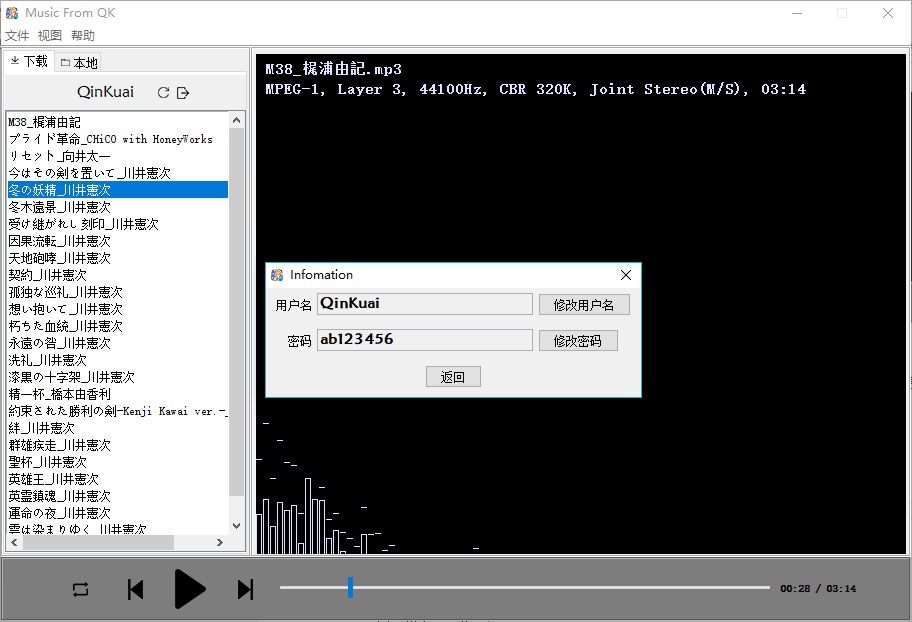 Music From QK
文件 视图 帮助
下载 本地
QinKuai
M38_梶浦由記
プライド革命_CHiCO with HoneyWorks
リセット_向井太一
今はその剣を置いて_川井憲次
冬の妖精_川井憲次
冬木遠景_川井憲次
受け継がれし刻印_川井憲次
因果流転_川井憲次
天地砲哮_川井憲次
契約_川井憲次
孤独な巡礼_川井憲次
想い抱いて_川井憲次
朽ちた血統_川井憲次
永遠の咎_川井憲次
洗礼_川井憲次
漆黒の十字架_川井憲次
精一杯_橋本由香利
約束された勝利の剣-Kenji Kawai ver.-_
絆_川井憲次
群雄疾走_川井憲次
聖杯_川井憲次
英雄王_川井憲次
英霊鎮魂_川井憲次
運命の夜_川井憲次
雪は染まりゆく_川井憲次
M38_梶浦由記.mp3
MPEG-1, Layer 3, 44100Hz, CBR 320K, Joint Stereo(M/S), 03:14
Infomation
用户名 QinKuai 修改用户名
密码 ab123456 修改密码
返回
00:28 / 03:14